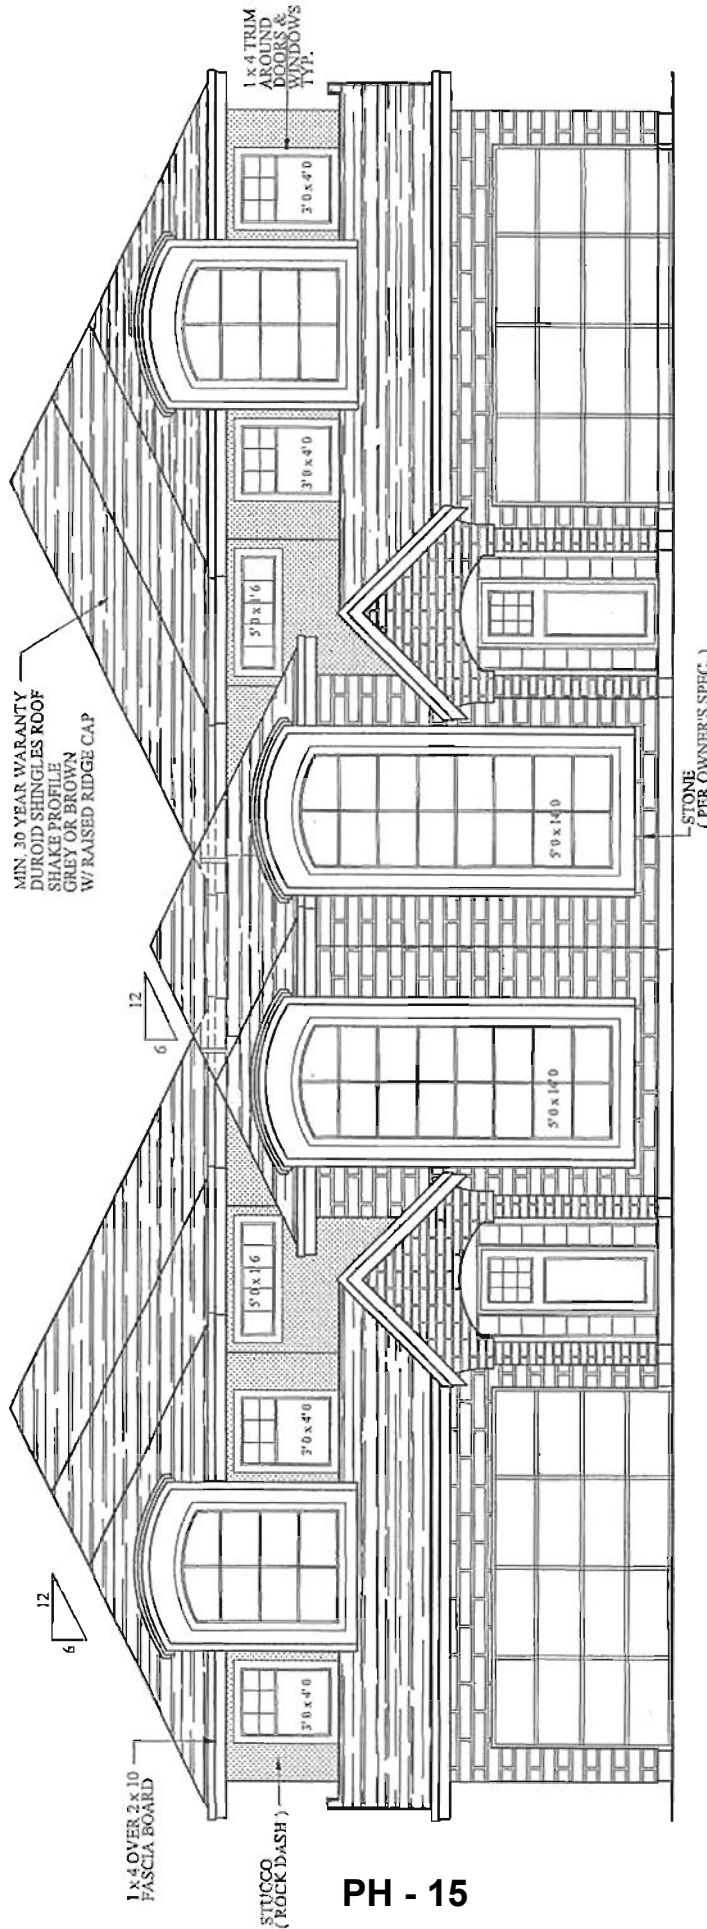 MIN. 30 YEAR WARANTY
DUROID SHINGLES ROOF
SHAKE PROFILE
GREY OR BROWN
W/ RAISED RIDGE CAP
12
6
12
6
1 x 4 OVER 2 x 10
FASCIA BOARD
1 x 4 TRIM
AROUND
DOORS &
WINDOWS
TYP.
STUCCO
( ROCK DASH )
3'0 x 4'0
3'0 x 4'0
5'0 x 1'6
5'0 x 1'6
3'0 x 4'0
3'0 x 4'0
5'0 x 14'0
5'0 x 14'0
STONE
( PER OWNER'S SPEC. )
PH - 15